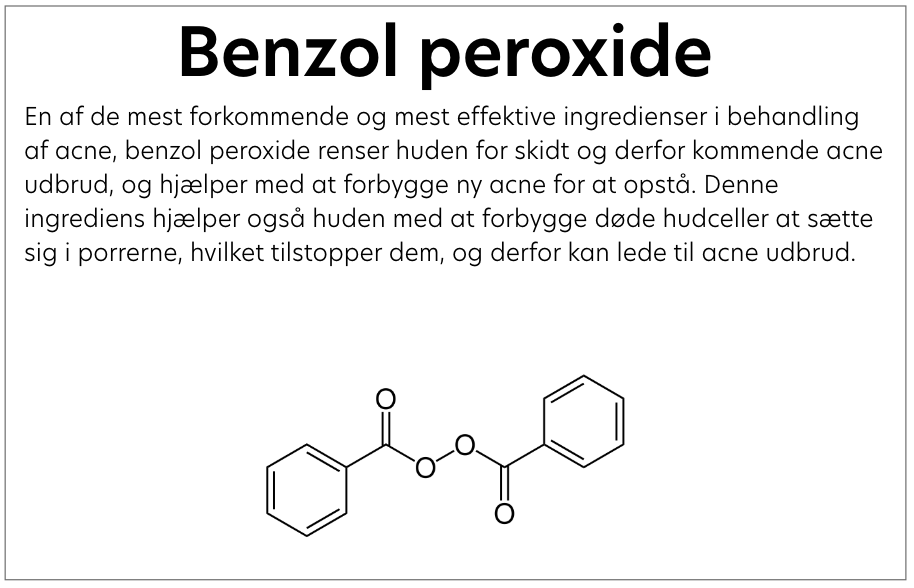 Benzol peroxide
En af de mest forkommende og mest effektive ingredienser i behandling
af acne, benzol peroxide renser huden for skidt og derfor kommende acne
udbrud, og hjælper med at forbygge ny acne for at opstå. Denne
ingrediens hjælper også huden med at forbygge døde hudceller at sætte
sig i porrerne, hvilket tilstopper dem, og derfor kan lede til acne udbrud.
O
O
O
O